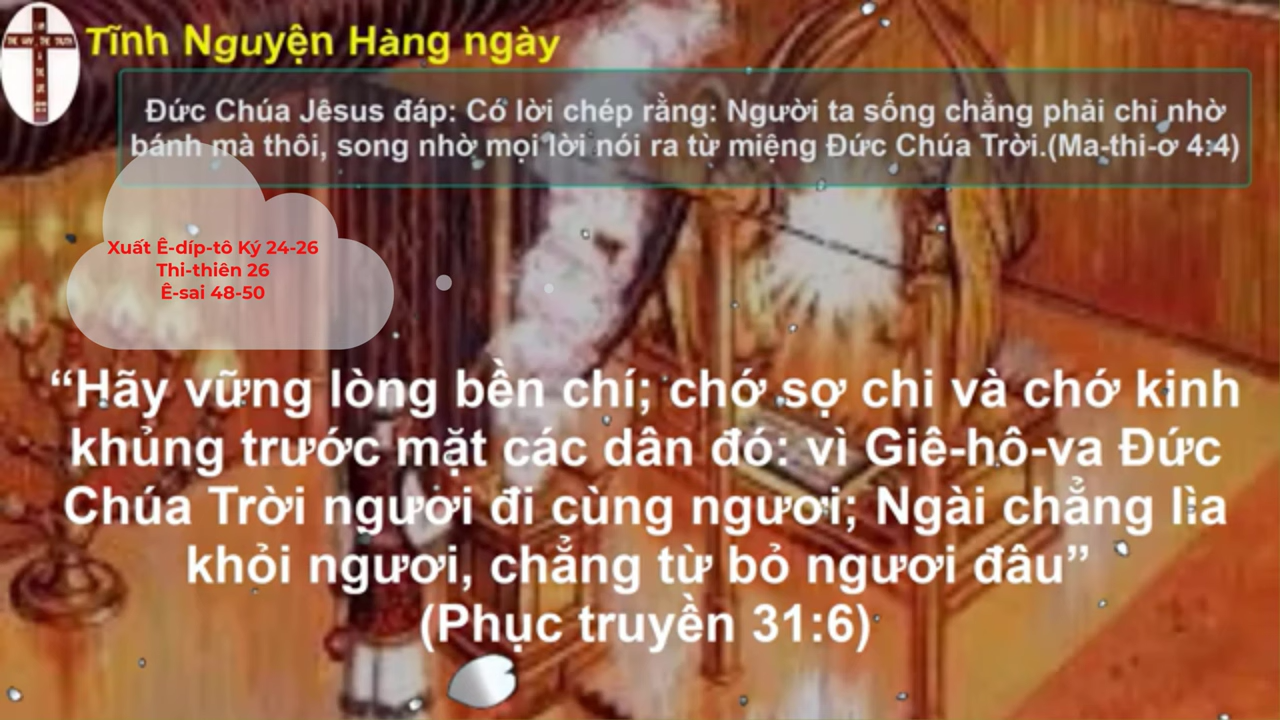 Tĩnh Nguyện Hàng ngày
Đức Chúa Jêsus đáp: Có lời chép rằng: Người ta sống chẳng phải chỉ nhờ
bánh mà thôi, song nhờ mọi lời nói ra từ miệng Đức Chúa Trời.(Ma-thi-ơ 4:4)
Xuất Ê-díp-tô Ký 24-26
Thi-thiên 26
Ê-sai 48-50
“Hãy vững lòng bền chí; chớ sợ chi và chớ kinh
khủng trước mặt các dân đó: vì Giê-hô-va Đức
Chúa Trời ngươi đi cùng ngươi; Ngài chẳng lìa
khỏi ngươi, chẳng từ bỏ ngươi đâu”
(Phục truyền 31:6)